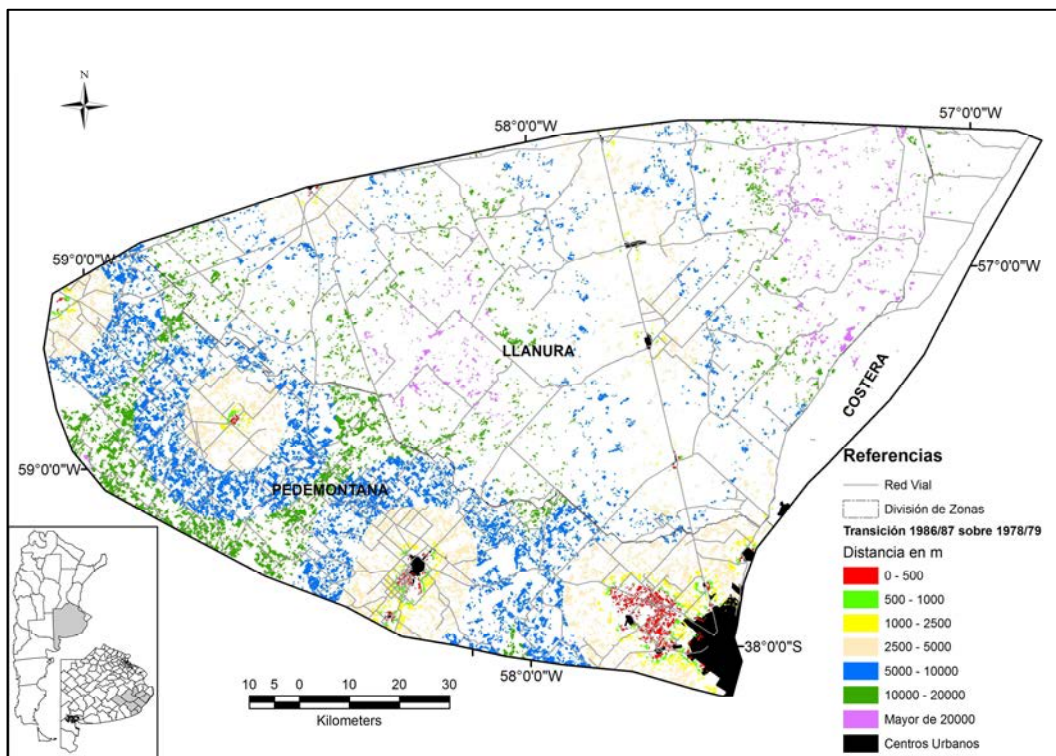 N
58°0'0"W
57°0'0"W
59°0'0"W
57°0'0"W
LLANURA
COSTERA
59°0'0"W
PEDEMONTANA
Referencias
Red Vial
División de Zonas
Transición 1986/87 sobre 1978/79
Distancia en m
0 - 500
500 - 1000
1000 - 2500
2500 - 5000
5000 - 10000
10000 - 20000
Mayor de 20000
Centros Urbanos
38°0'0"S
58°0'0"W
10 5 0 10 20 30
Kilometers